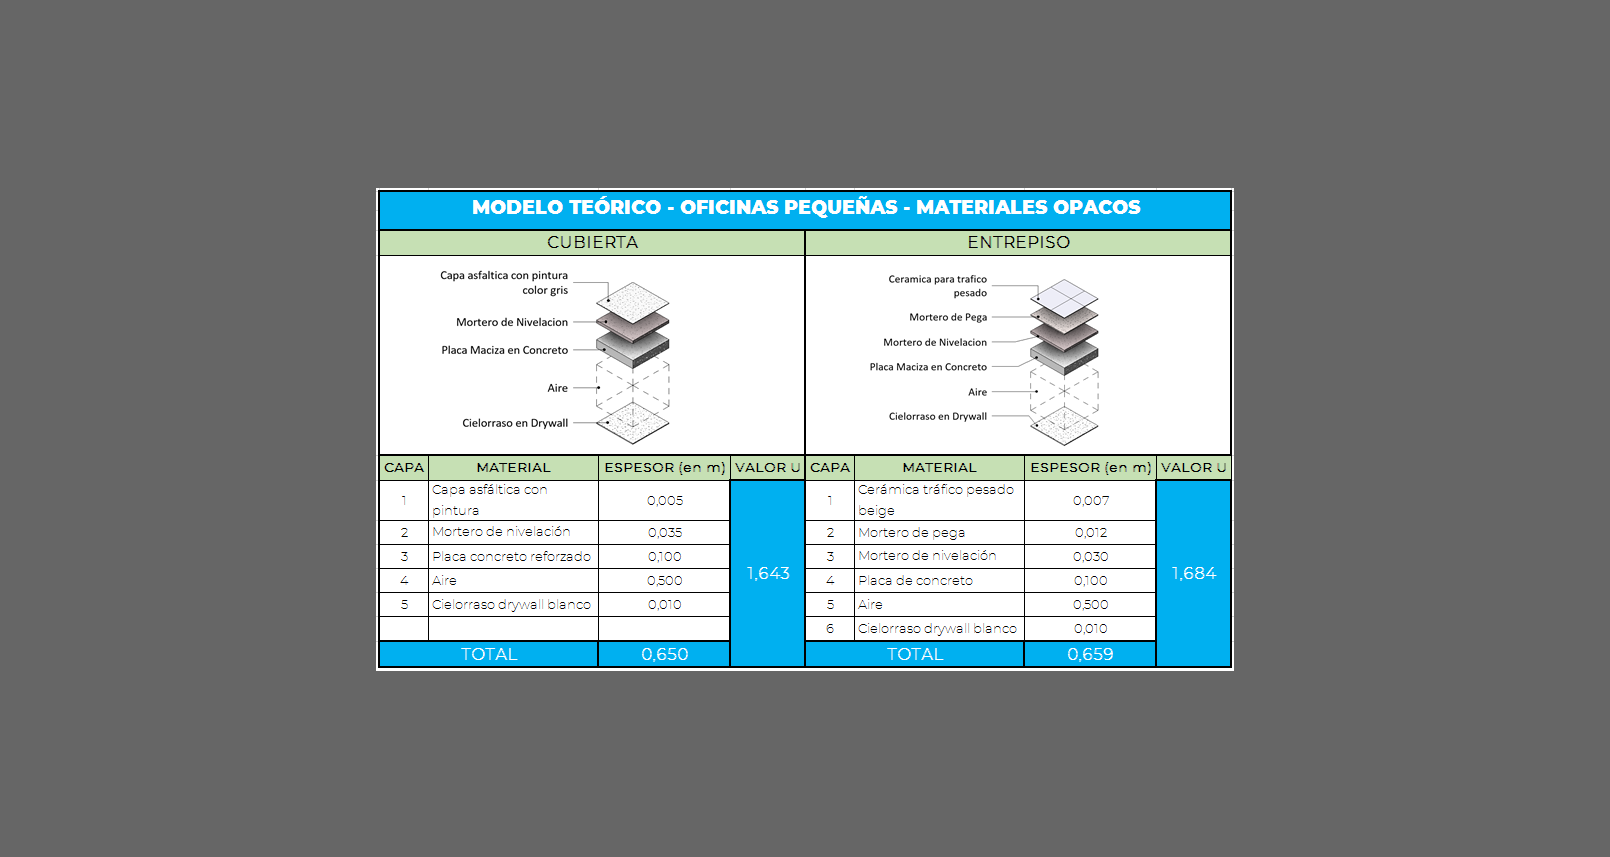 MODELO TEÓRICO - OFICINAS PEQUEÑAS - MATERIALES OPACOS
CUBIERTA
Capa asfaltica con pintura
color gris
Mortero de Nivelacion
Placa Maciza en Concreto
Aire
Cielorraso en Drywall
ENTREPISO
Ceramica para trafico
pesado
Mortero de Pega
Mortero de Nivelacion
Placa Maciza en Concreto
Aire
Cielorraso en Drywall
CAPA MATERIAL ESPESOR (en m) VALOR U
1 Capa asfáltica con
pintura 0,005
2 Mortero de nivelación 0,035
3 Placa concreto reforzado 0,100
4 Aire 0,500
5 Cielorraso drywall blanco 0,010
1,643
TOTAL 0,650
CAPA MATERIAL ESPESOR (en m) VALOR U
1 Cerámica tráfico pesado
beige 0,007
2 Mortero de pega 0,012
3 Mortero de nivelación 0,030
4 Placa de concreto 0,100
5 Aire 0,500
6 Cielorraso drywall blanco 0,010
1,684
TOTAL 0,659